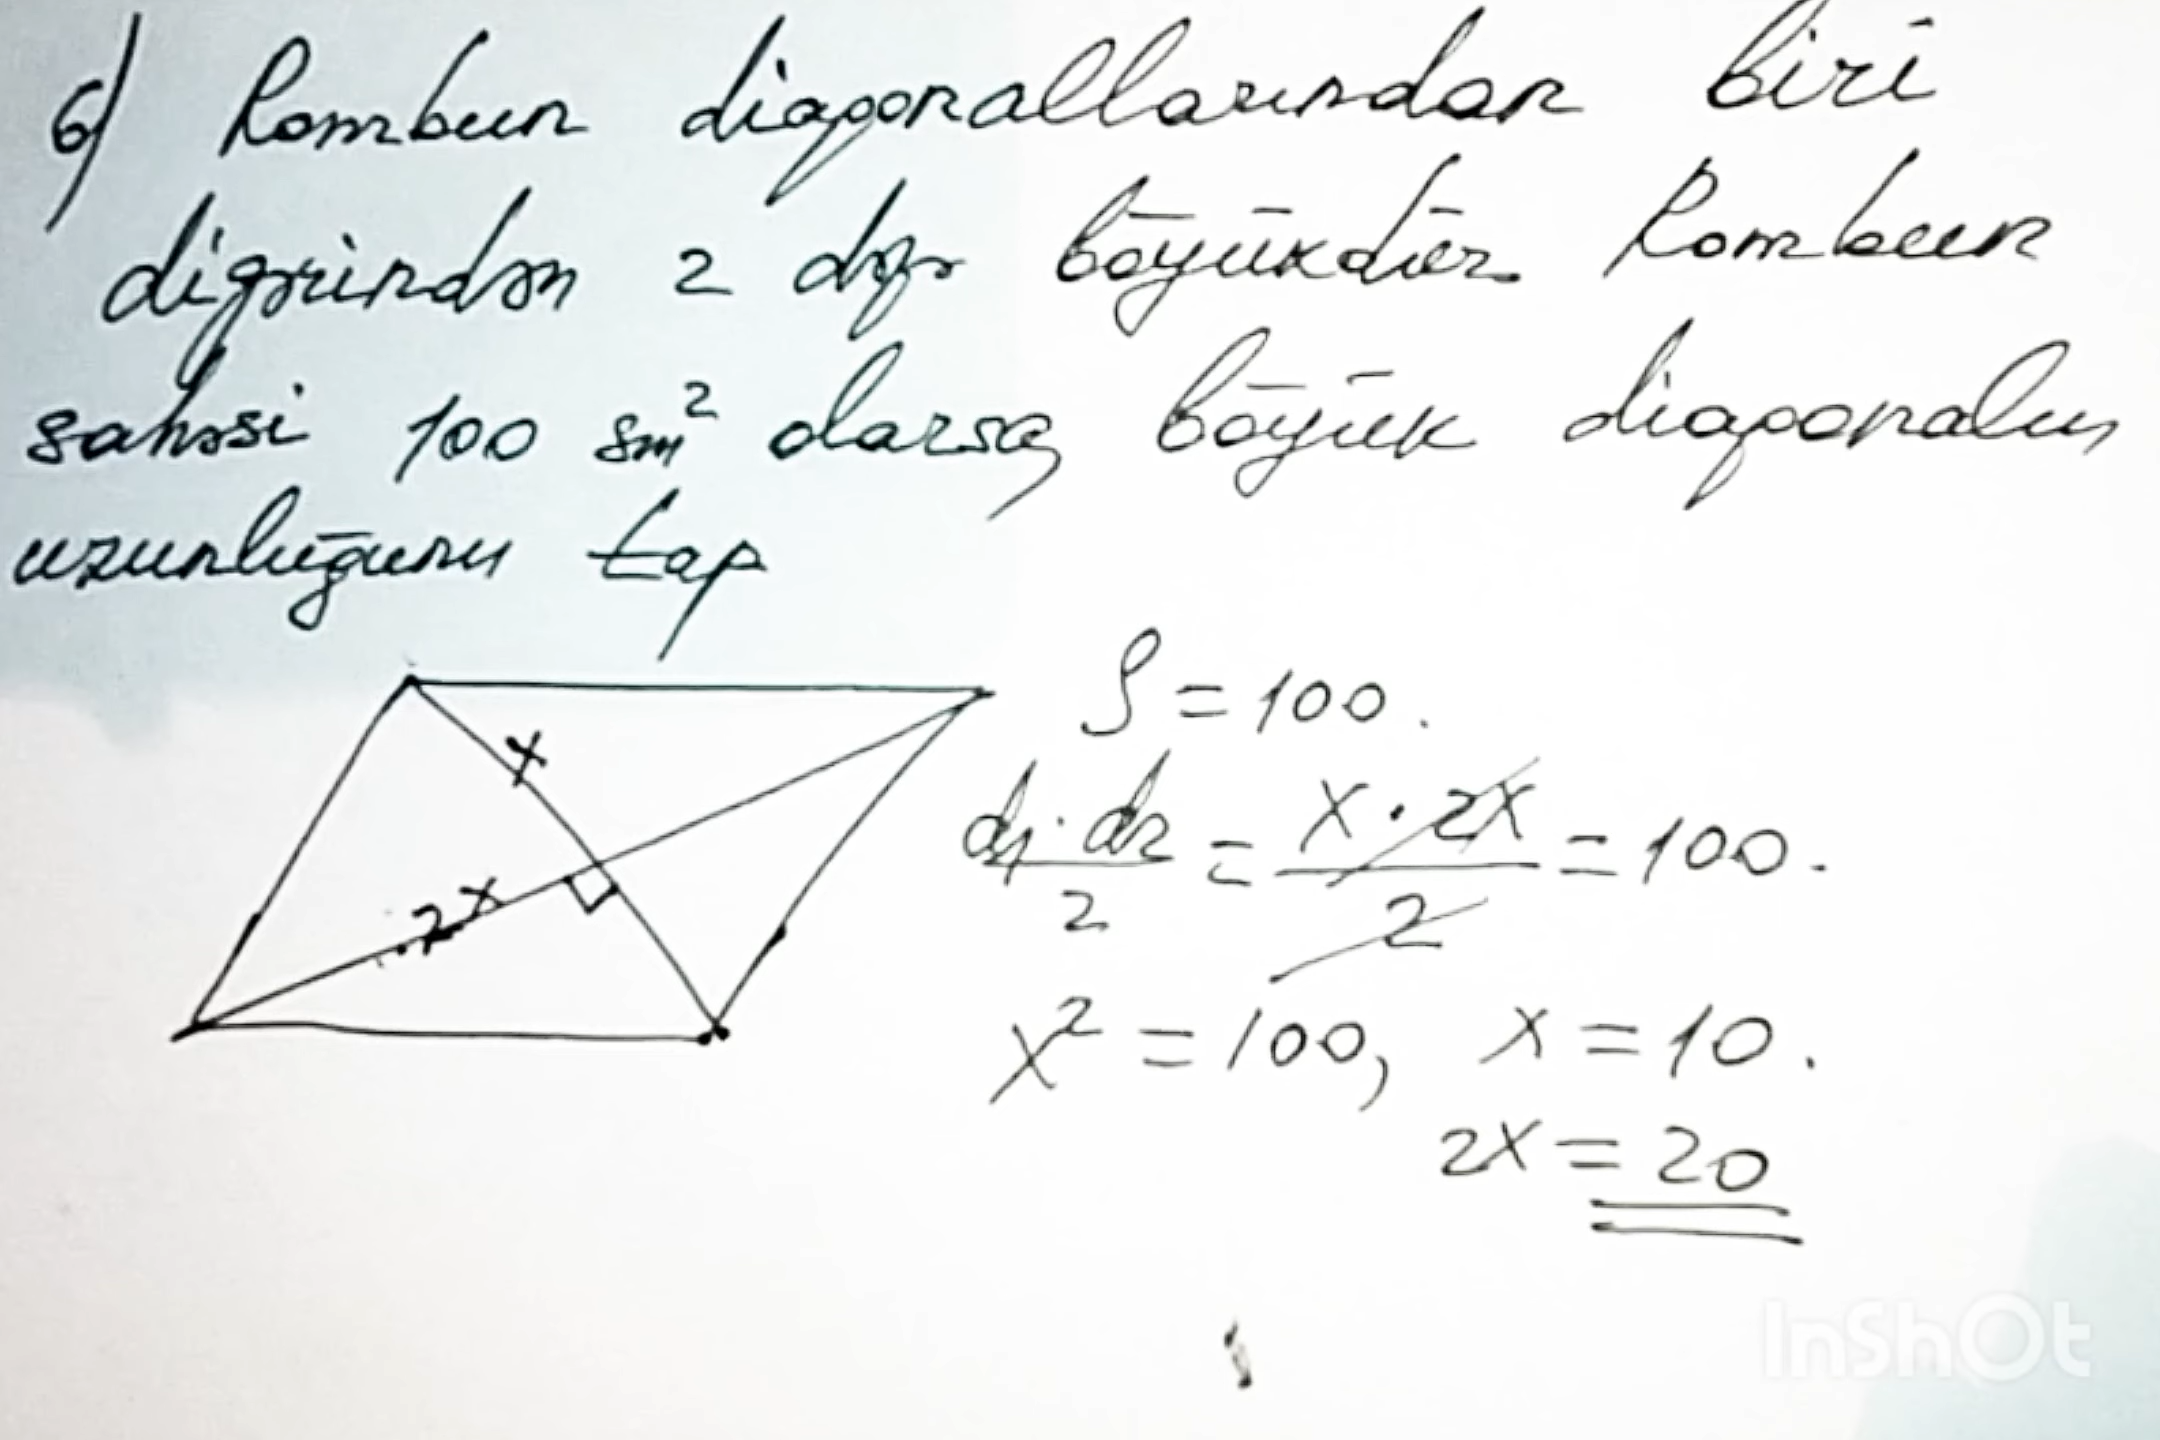 6) Rombun diaqonallarından biri
digərindən 2 dəfə böyükdür Rombun
sahəsi 100 sm² olarsa, böyük diaqonalın
uzunluğunu tap
x
2x
S = 100.
d1 · d2 / 2 = x · 2x / 2 = 100.
x² = 100, x = 10.
2x = 20
InShOt